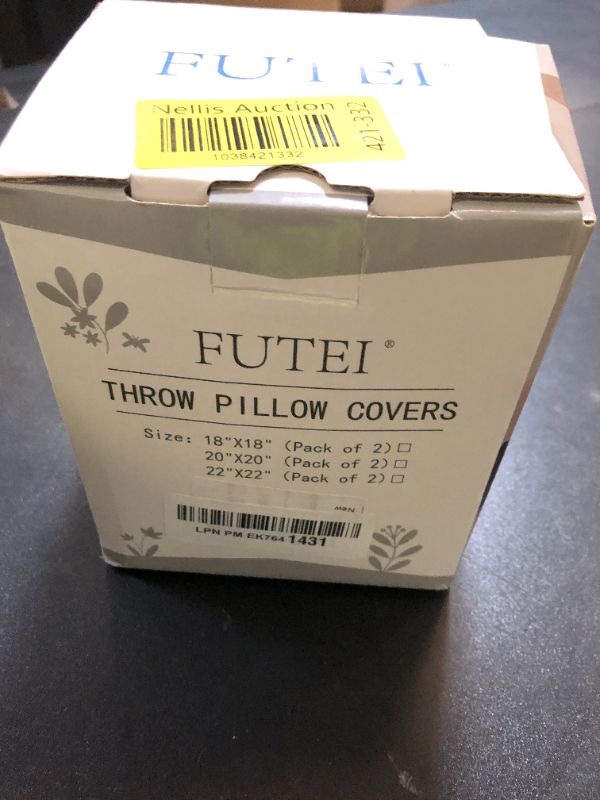 FUTEI
Nellis Auction
1038421332
421-332
FUTEI®
THROW PILLOW COVERS
Size: 18"X18" (Pack of 2)□
20"X20" (Pack of 2)□
22"X22" (Pack of 2)□
New
LPN PM EK764 1431